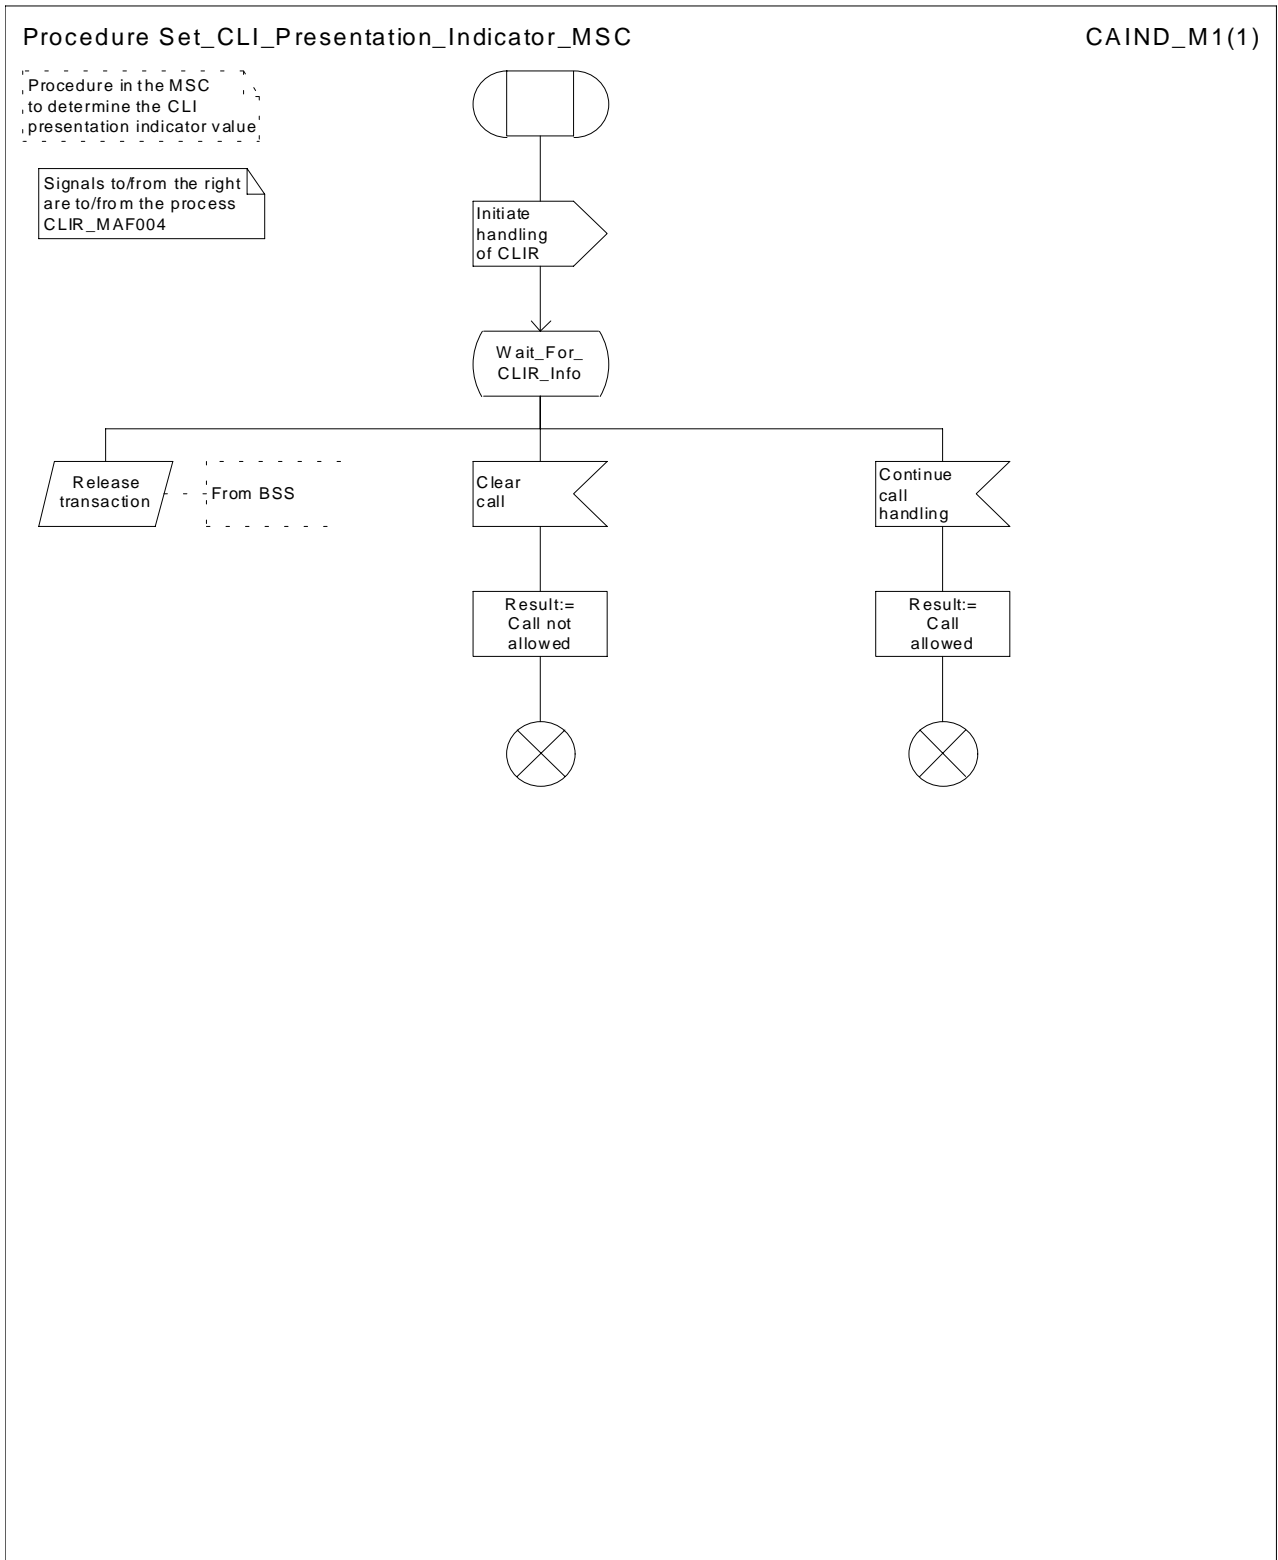 Procedure Set_CLI_Presentation_Indicator_MSC
CAIND_M1(1)
Procedure in the MSC
to determine the CLI
presentation indicator value
Signals to/from the right
are to/from the process
CLIR_MAF004
Initiate
handling
of CLIR
Wait_For_
CLIR_Info
Release
transaction
From BSS
Clear
call
Continue
call
handling
Result:=
Call not
allowed
Result:=
Call
allowed